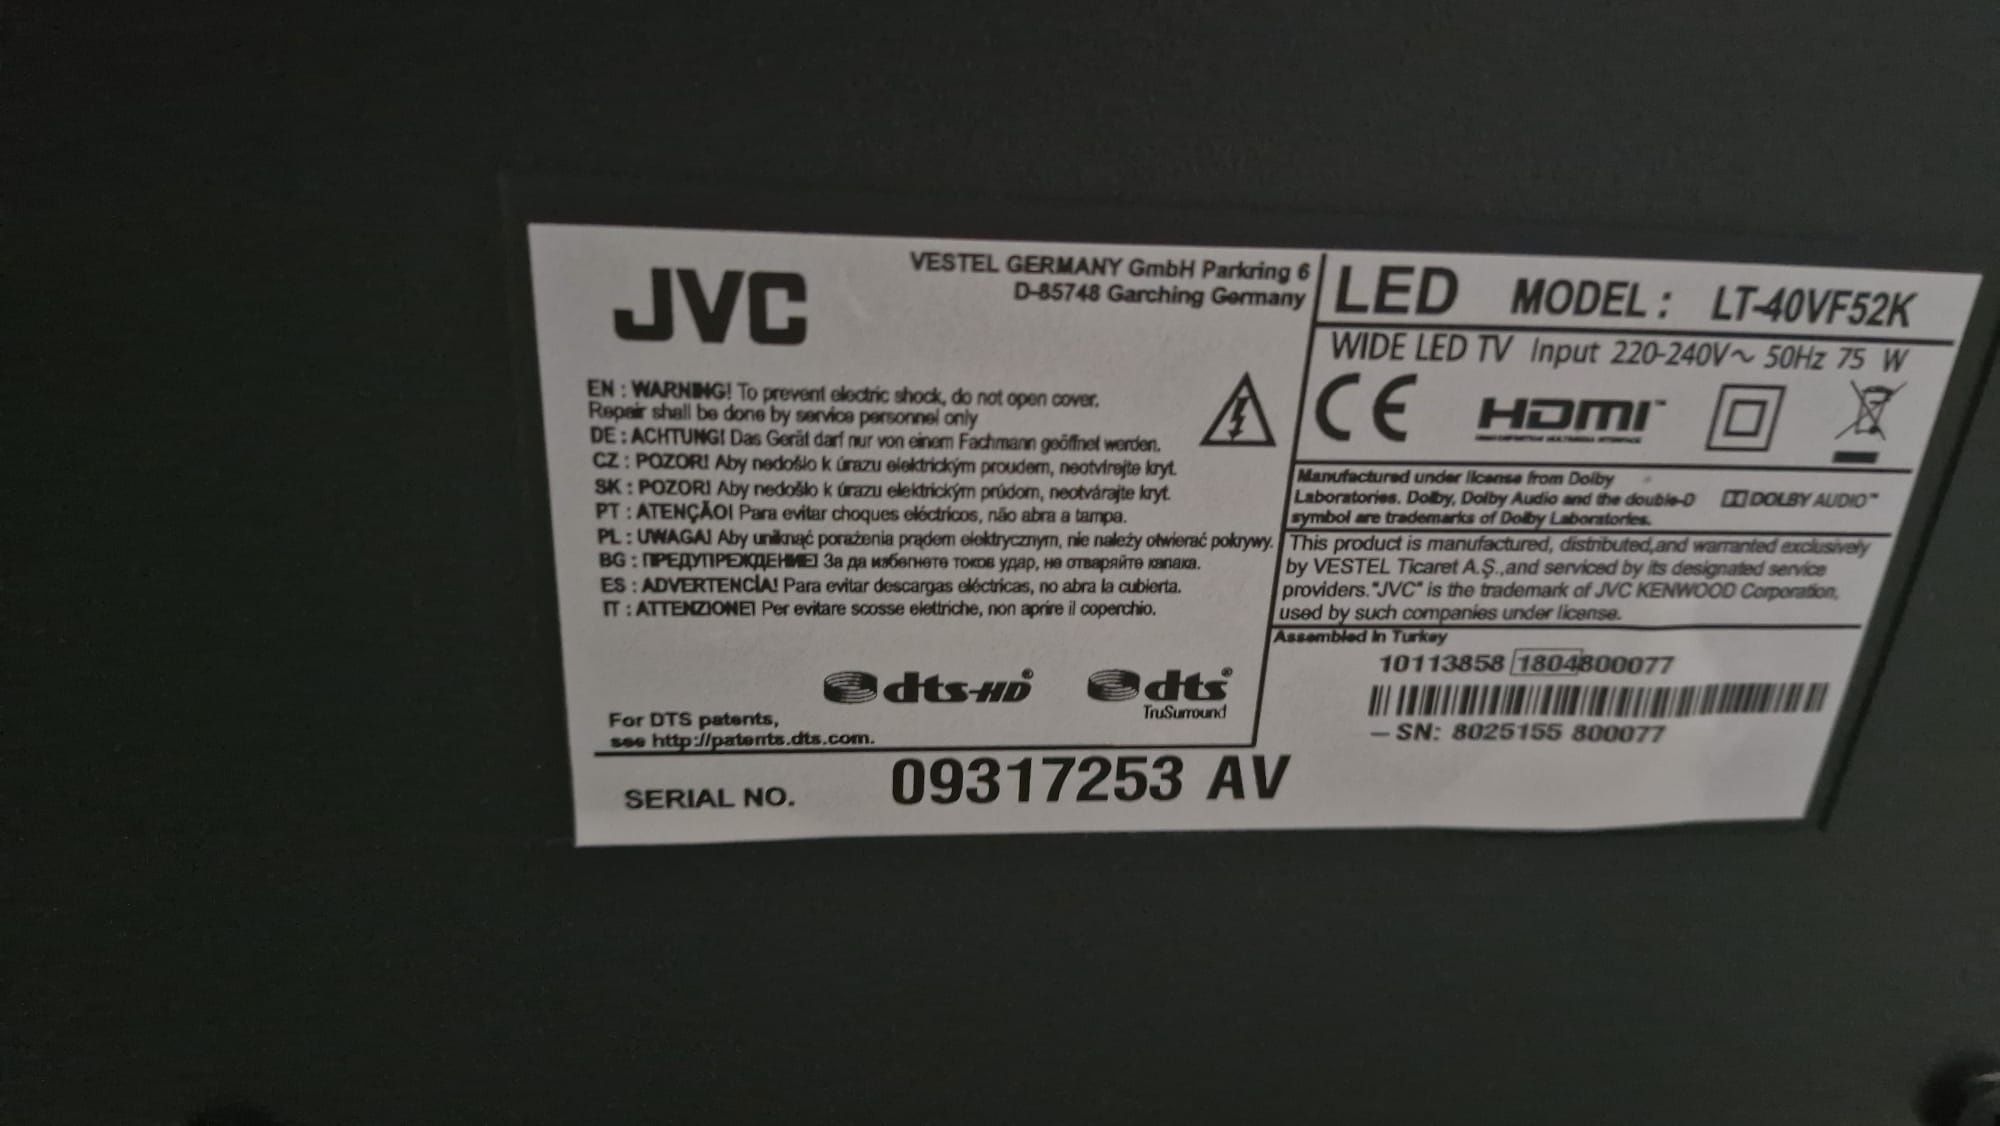 JVC
VESTEL GERMANY GmbH Parkring 6
D-85748 Garching Germany
EN : WARNING! To prevent electric shock, do not open cover.
Repair shall be done by service personnel only
DE : ACHTUNG! Das Gerät darf nur von einem Fachmann geöffnet werden.
CZ : POZOR! Aby nedošlo k úrazu elektrickým proudem, neotvírejte kryt.
SK : POZOR! Aby nedošlo k úrazu elektrickým prúdom, neotvárajte kryt.
PT : ATENÇÃO! Para evitar choques eléctricos, não abra a tampa.
PL : UWAGA! Aby uniknąć porażenia prądem elektrycznym, nie należy otwierać pokrywy.
BG : ПРЕДУПРЕЖДЕНИЕ! За да избегнете токов удар, не отваряйте капака.
ES : ADVERTENCIA! Para evitar descargas eléctricas, no abra la cubierta.
IT : ATTENZIONE! Per evitare scosse elettriche, non aprire il coperchio.
dts-HD®
dts®
TruSurround
For DTS patents,
see http://patents.dts.com.
SERIAL NO. 09317253 AV
LED MODEL : LT-40VF52K
WIDE LED TV Input 220-240V~ 50Hz 75 W
CE HDMI™
HIGH-DEFINITION MULTIMEDIA INTERFACE
Manufactured under license from Dolby
Laboratories. Dolby, Dolby Audio and the double-D
symbol are trademarks of Dolby Laboratories.
DOLBY AUDIO™
This product is manufactured, distributed,and warranted exclusively
by VESTEL Ticaret A.Ş.,and serviced by its designated service
providers."JVC" is the trademark of JVC KENWOOD Corporation,
used by such companies under license.
Assembled in Turkey
10113858 1804800077
– SN: 8025155 800077